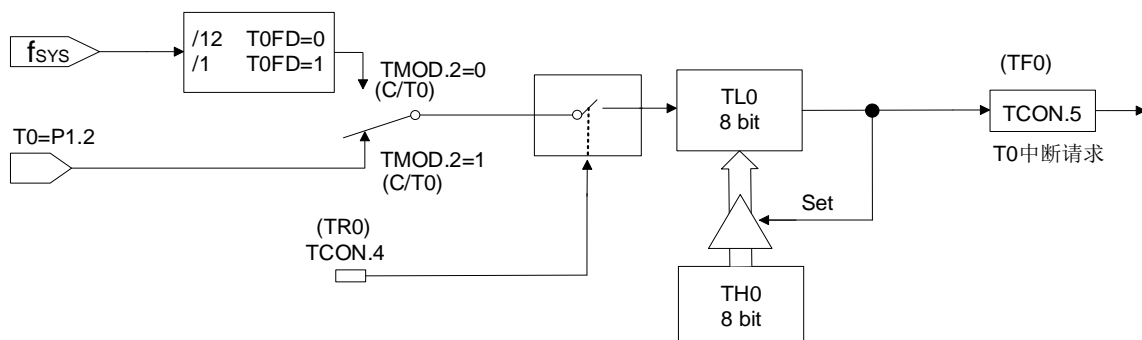 fSYS
/12 T0FD=0
/1 T0FD=1
TMOD.2=0
(C/T0)
T0=P1.2
TMOD.2=1
(C/T0)
(TR0)
TCON.4
TL0
8 bit
Set
TH0
8 bit
(TF0)
TCON.5
T0中断请求